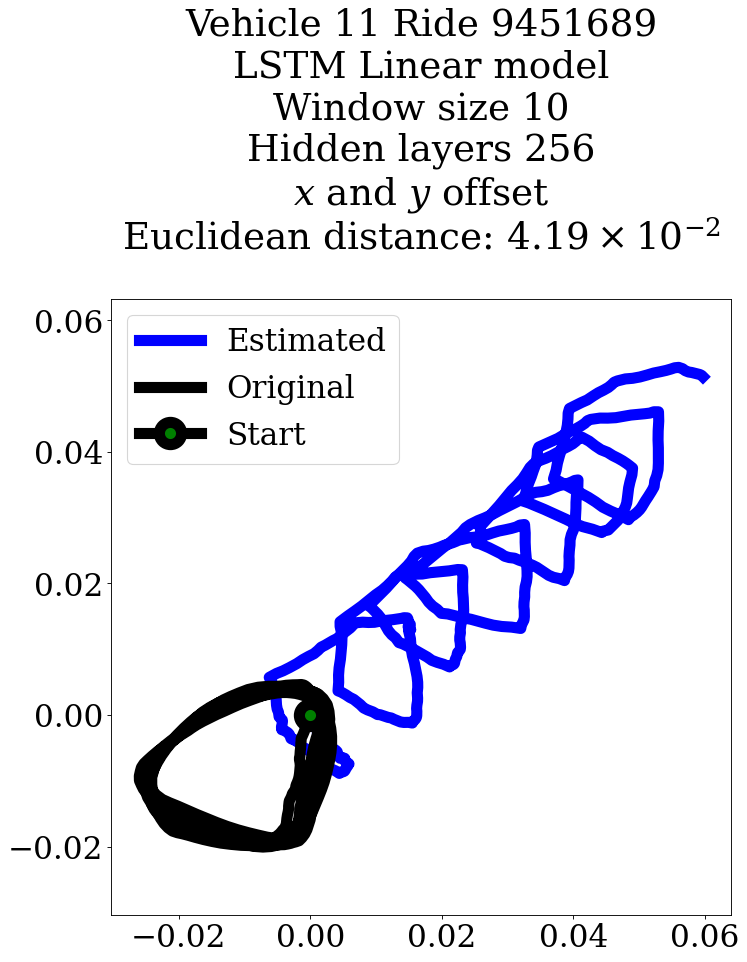 Vehicle 11 Ride 9451689
LSTM Linear model
Window size 10
Hidden layers 256
x and y offset
Euclidean distance: 4.19 × 10⁻²
Estimated
Original
Start
0.06
0.04
0.02
0.00
−0.02
−0.02 0.00 0.02 0.04 0.06